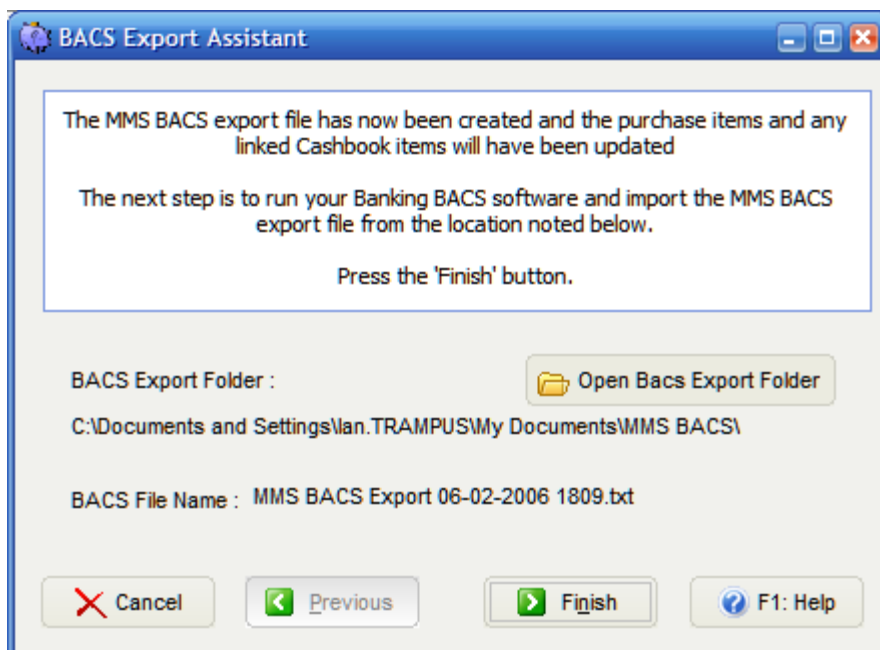 BACS Export Assistant
The MMS BACS export file has now been created and the purchase items and any
linked Cashbook items will have been updated
The next step is to run your Banking BACS software and import the MMS BACS
export file from the location noted below.
Press the 'Finish' button.
BACS Export Folder :
Open Bacs Export Folder
C:\Documents and Settings\Ian.TRAMPUS\My Documents\MMS BACS\
BACS File Name : MMS BACS Export 06-02-2006 1809.txt
Cancel Previous Finish F1: Help